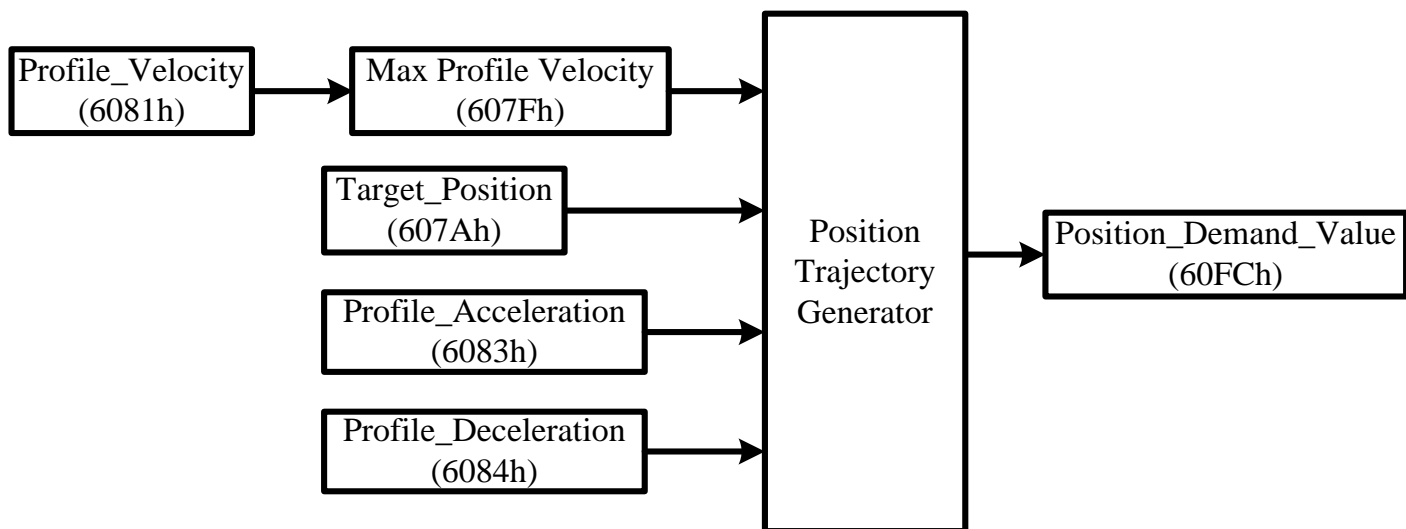 Profile_Velocity
(6081h)
Max Profile Velocity
(607Fh)
Target_Position
(607Ah)
Profile_Acceleration
(6083h)
Profile_Deceleration
(6084h)
Position
Trajectory
Generator
Position_Demand_Value
(60FCh)